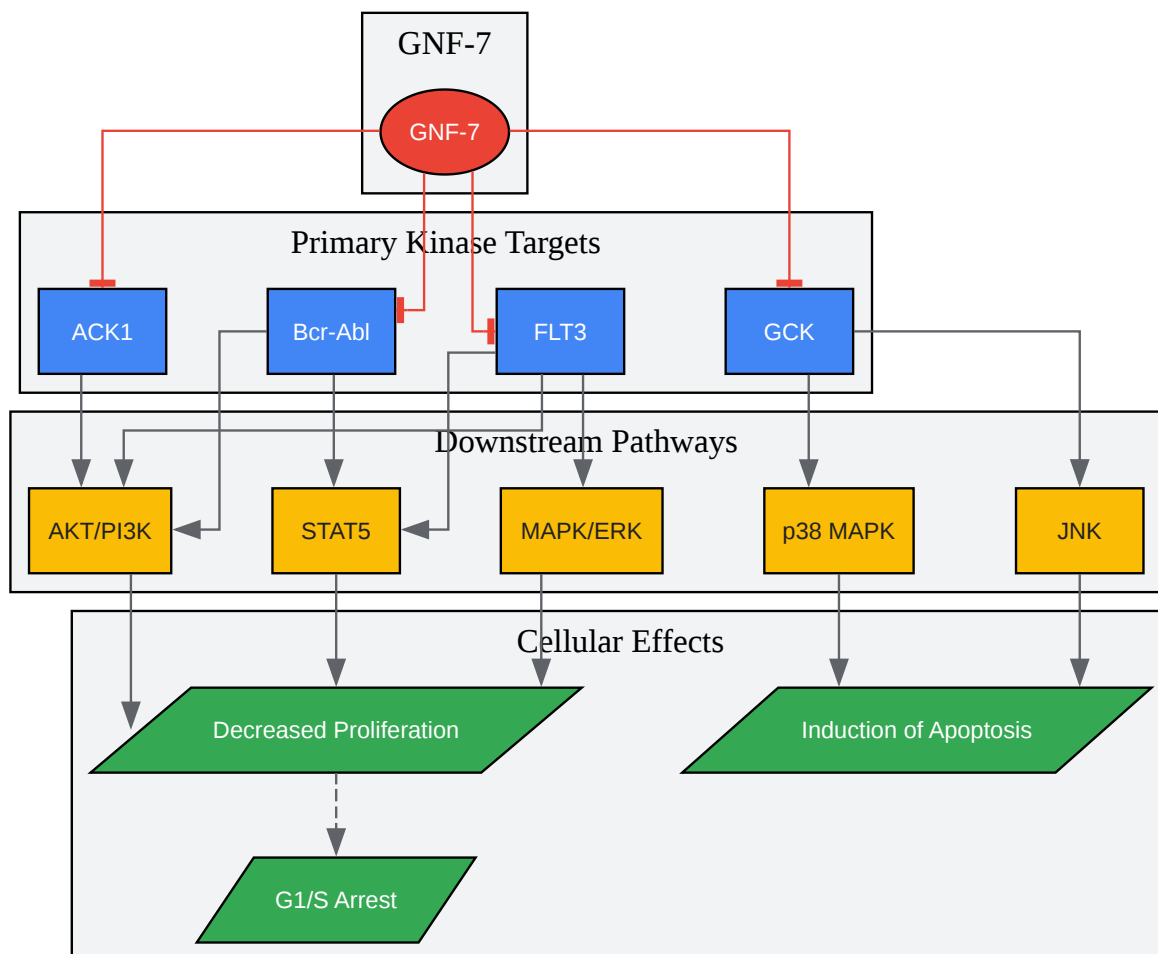 GNF-7
GNF-7
Primary Kinase Targets
ACK1
Bcr-Abl
FLT3
GCK
Downstream Pathways
AKT/PI3K
STAT5
MAPK/ERK
p38 MAPK
JNK
Cellular Effects
Decreased Proliferation
Induction of Apoptosis
G1/S Arrest